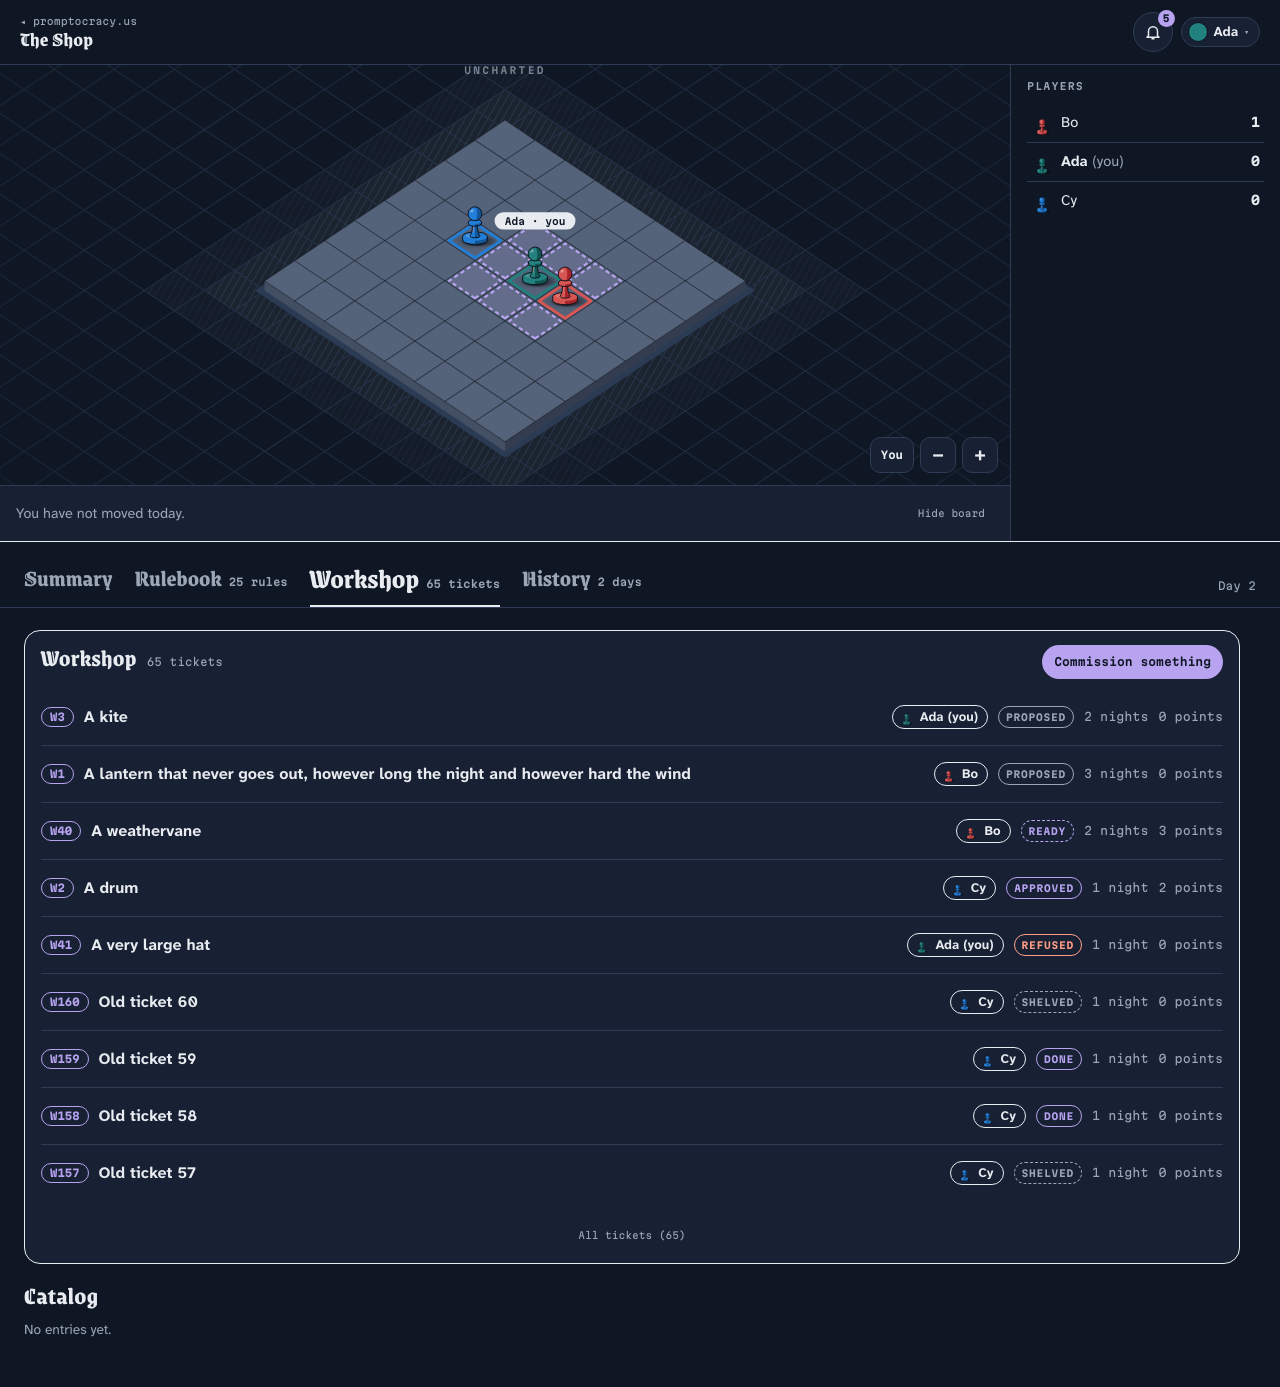 ◂ promptocracy.us
The Shop
5
Ada ▾
UNCHARTED
Ada · you
You
−
+
You have not moved today.
Hide board
PLAYERS
Bo 1
Ada (you) 0
Cy 0
Summary
Rulebook 25 rules
Workshop 65 tickets
History 2 days
Day 2
Workshop 65 tickets
Commission something
W3 A kite Ada (you) PROPOSED 2 nights 0 points
W1 A lantern that never goes out, however long the night and however hard the wind Bo PROPOSED 3 nights 0 points
W40 A weathervane Bo READY 2 nights 3 points
W2 A drum Cy APPROVED 1 night 2 points
W41 A very large hat Ada (you) REFUSED 1 night 0 points
W160 Old ticket 60 Cy SHELVED 1 night 0 points
W159 Old ticket 59 Cy DONE 1 night 0 points
W158 Old ticket 58 Cy DONE 1 night 0 points
W157 Old ticket 57 Cy SHELVED 1 night 0 points
All tickets (65)
Catalog
No entries yet.